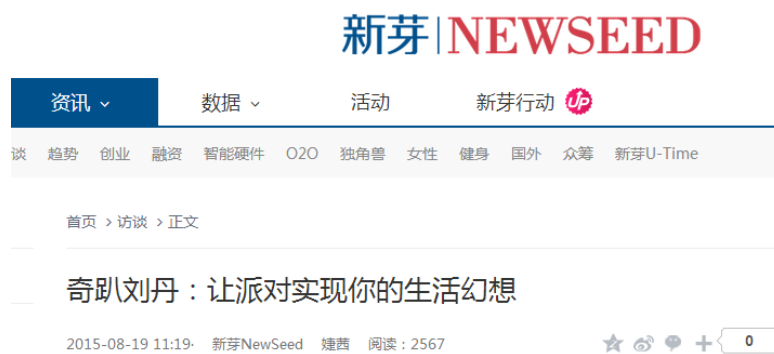 新芽 NEWSEED
资讯 数据 活动 新芽行动 UP
谈 趋势 创业 融资 智能硬件 O2O 独角兽 女性 健身 国外 众筹 新芽U-Time
首页 >访谈 >正文
奇趴刘丹：让派对实现你的生活幻想
2015-08-19 11:19· 新芽NewSeed 婕茜 阅读：2567 0